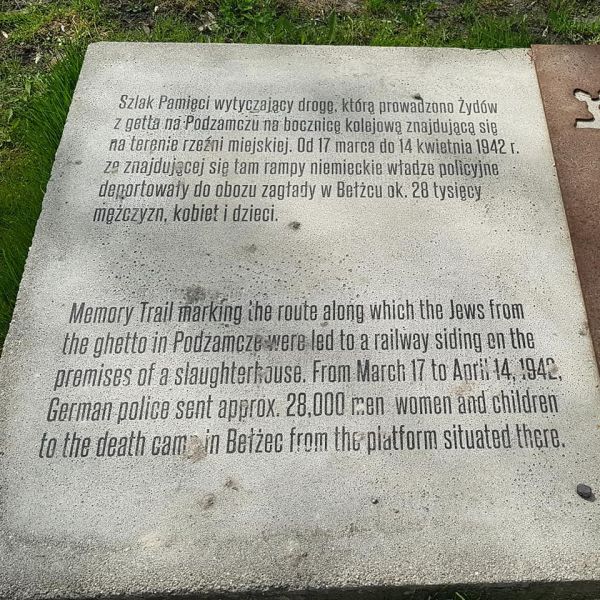 Szlak Pamięci wytyczający drogę, którą prowadzono Żydów
z getta na Podzamczu na bocznicę kolejową znajdującą się
na terenie rzeźni miejskiej. Od 17 marca do 14 kwietnia 1942 r.
ze znajdującej się tam rampy niemieckie władze policyjne
deportowały do obozu zagłady w Bełżcu ok. 28 tysięcy
mężczyzn, kobiet i dzieci.
Memory Trail marking the route along which the Jews from
the ghetto in Podzamcze were led to a railway siding on the
premises of a slaughterhouse. From March 17 to April 14, 1942,
German police sent approx. 28,000 men women and children
to the death camp in Bełżec from the platform situated there.